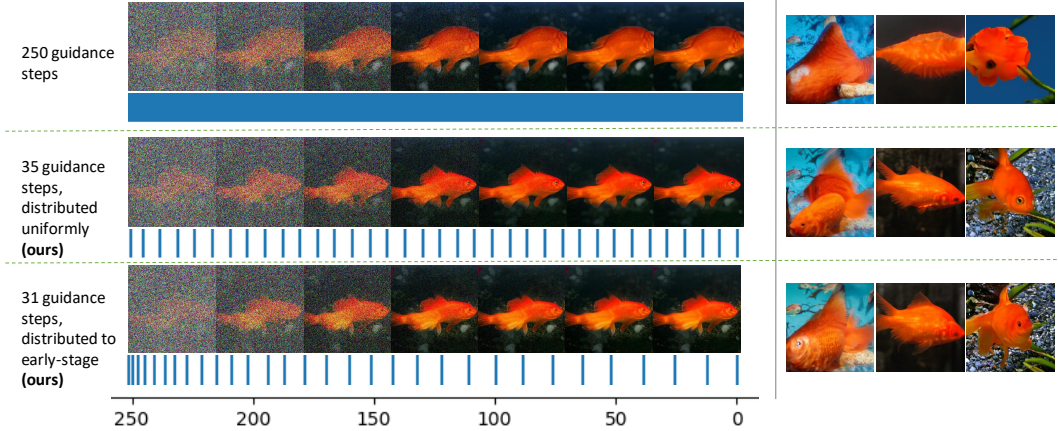 250 guidance
steps
35 guidance
steps,
distributed
uniformly
(ours)
31 guidance
steps,
distributed to
early-stage
(ours)
250 200 150 100 50 0